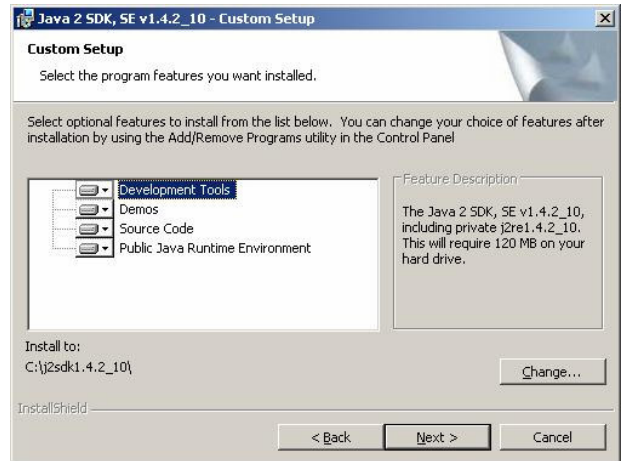 Java 2 SDK, SE v1.4.2_10 - Custom Setup
Custom Setup
Select the program features you want installed.
Select optional features to install from the list below. You can change your choice of features after
installation by using the Add/Remove Programs utility in the Control Panel
Development Tools
Demos
Source Code
Public Java Runtime Environment
Feature Description
The Java 2 SDK, SE v1.4.2_10,
including private j2re1.4.2_10.
This will require 120 MB on your
hard drive.
Install to:
C:\j2sdk1.4.2_10\
Change...
InstallShield
< Back
Next >
Cancel